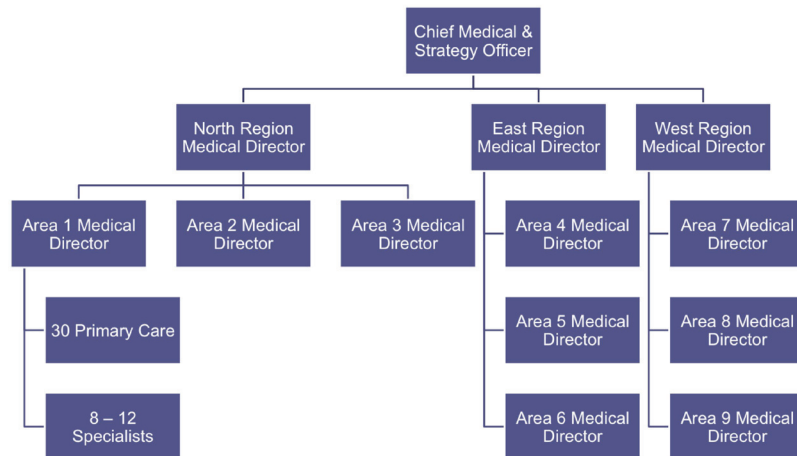 Chief Medical &
Strategy Officer
North Region
Medical Director
East Region
Medical Director
West Region
Medical Director
Area 1 Medical
Director
Area 2 Medical
Director
Area 3 Medical
Director
Area 4 Medical
Director
Area 7 Medical
Director
30 Primary Care
Area 5 Medical
Director
Area 8 Medical
Director
8 – 12
Specialists
Area 6 Medical
Director
Area 9 Medical
Director